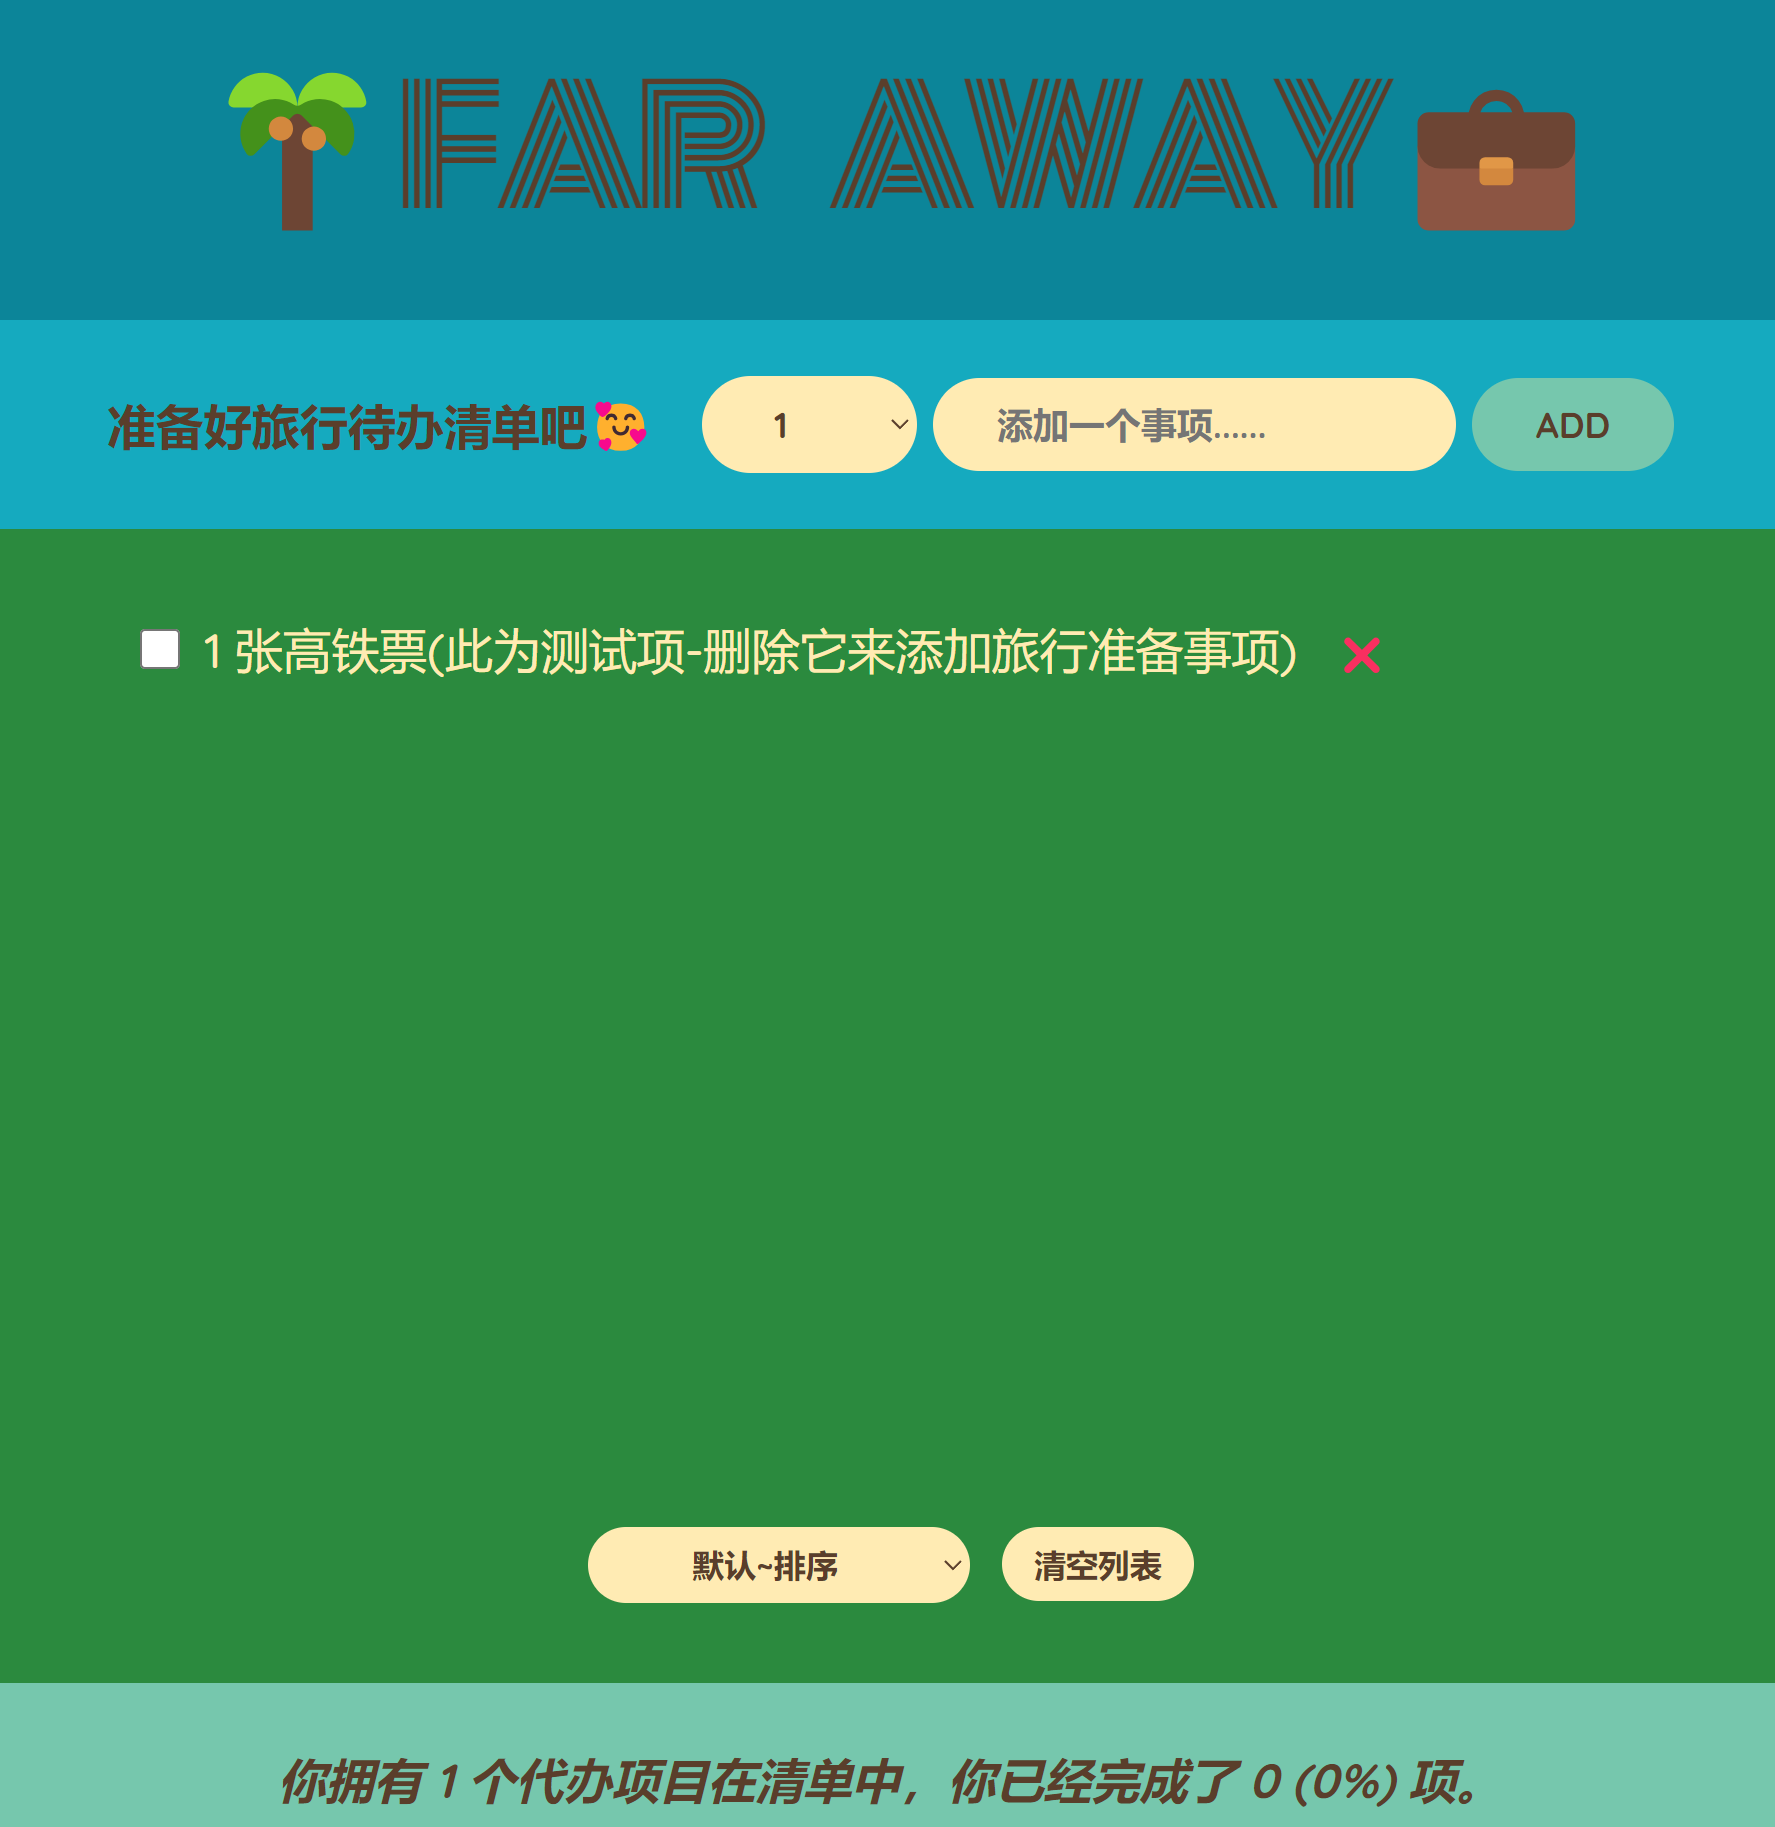 FAR AWAY
准备好旅行待办清单吧🥰
1
添加一个事项......
ADD
1 张高铁票(此为测试项-删除它来添加旅行准备事项)
默认~排序
清空列表
你拥有 1 个代办项目在清单中，你已经完成了 0 (0%) 项。